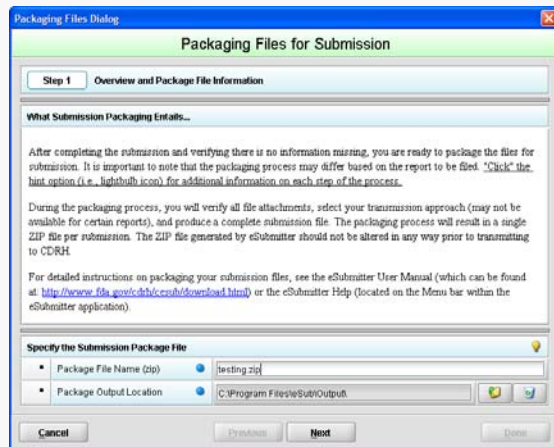 Packaging Files Dialog
Packaging Files for Submission
Step 1 Overview and Package File Information
What Submission Packaging Entails...
After completing the submission and verifying there is no information missing, you are ready to package the files for
submission. It is important to note that the packaging process may differ based on the report to be filed. "Click" the
hint option (i.e., lightbulb icon) for additional information on each step of the process.
During the packaging process, you will verify all file attachments, select your transmission approach (may not be
available for certain reports), and produce a complete submission file. The packaging process will result in a single
ZIP file per submission. The ZIP file generated by eSubmitter should not be altered in any way prior to transmitting
to CDRH.
For detailed instructions on packaging your submission files, see the eSubmitter User Manual (which can be found
at: http://www.fda.gov/cdrh/cesub/download.html) or the eSubmitter Help (located on the Menu bar within the
eSubmitter application).
Specify the Submission Package File
• Package File Name (zip) testing.zip
• Package Output Location C:\Program Files\eSub\Output\
Cancel Previous Next Done